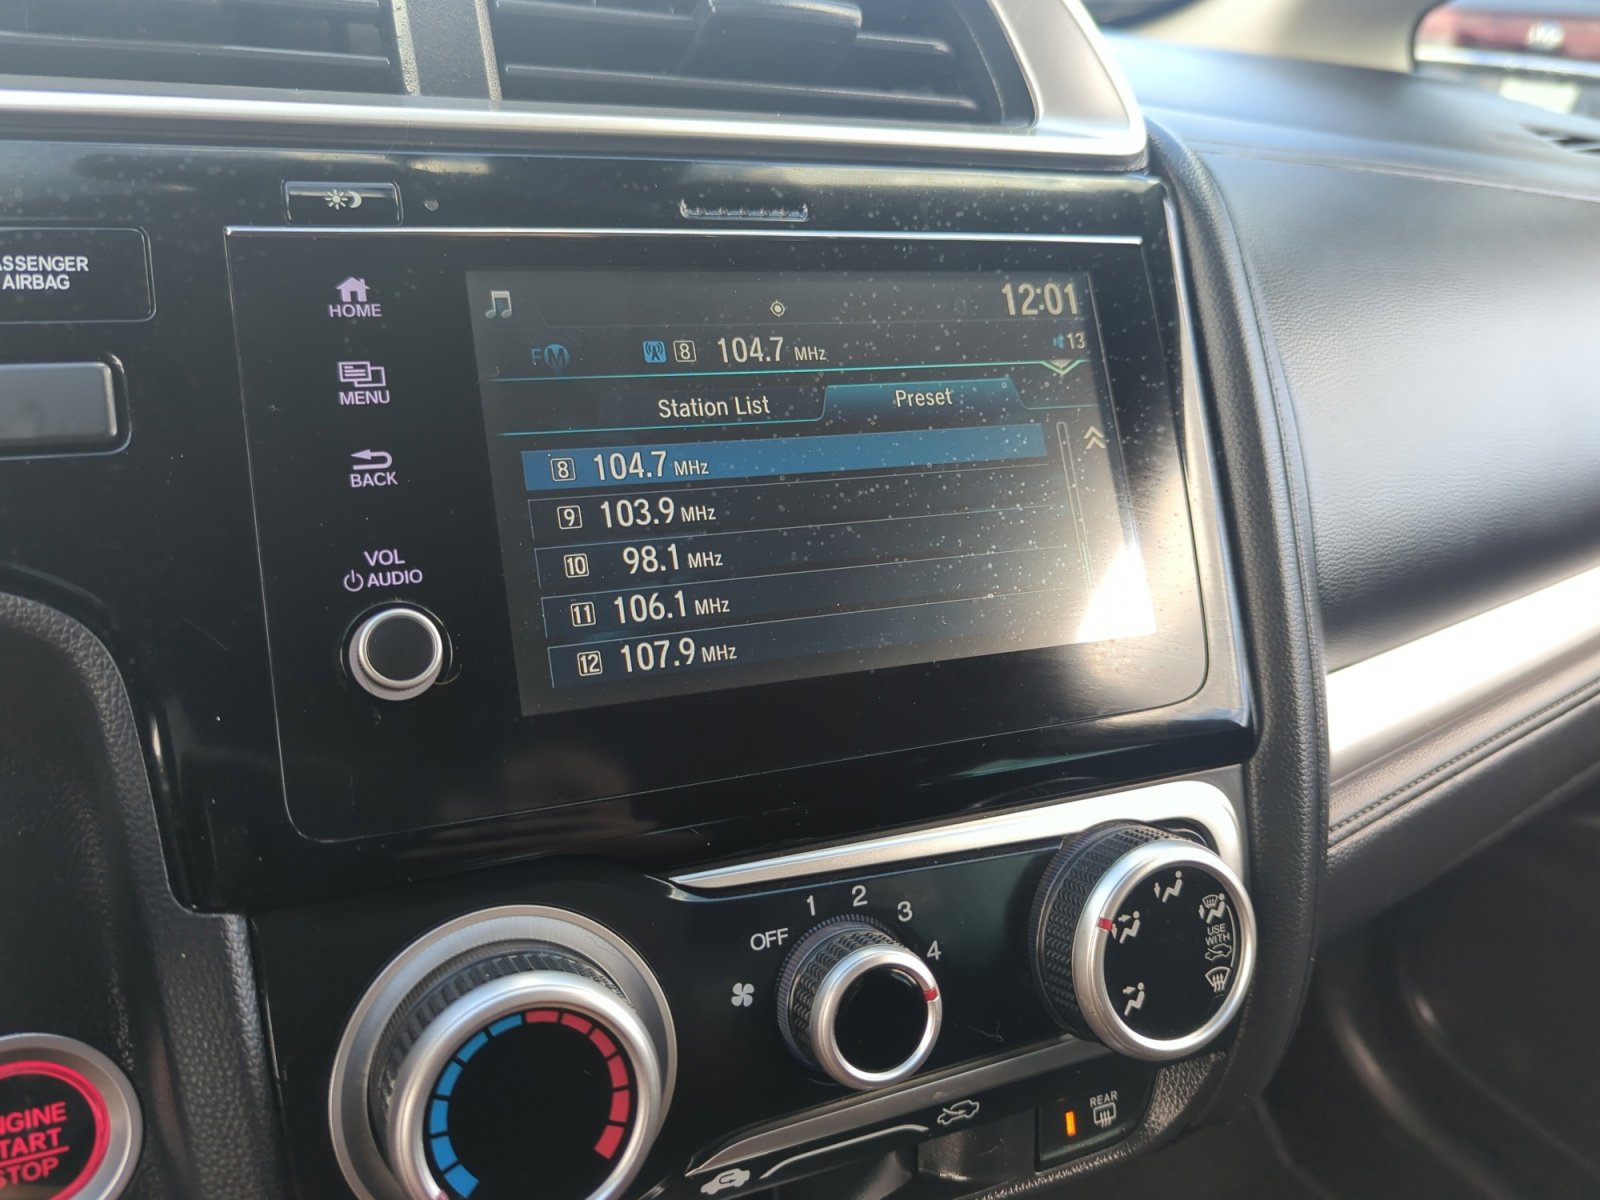 PASSENGER
AIRBAG
HOME
MENU
BACK
VOL
AUDIO
12:01
FM 8 104.7 MHz
13
Station List Preset
8 104.7 MHz
9 103.9 MHz
10 98.1 MHz
11 106.1 MHz
12 107.9 MHz
OFF 1 2 3 4
USE
WITH
REAR
ENGINE
START
STOP